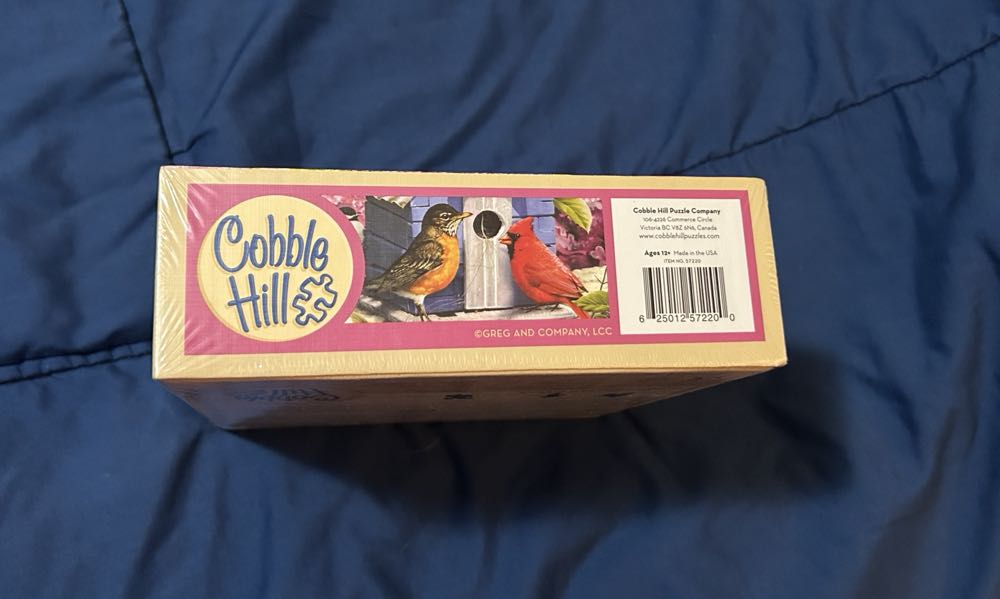 Cobble
Hill
©GREG AND COMPANY, LCC
Cobble Hill Puzzle Company
106-4226 Commerce Circle
Victoria BC V8Z 6N6, Canada
www.cobblehillpuzzles.com
Ages 12+ Made in the USA
ITEM NO. 57220
6 25012 57220 0